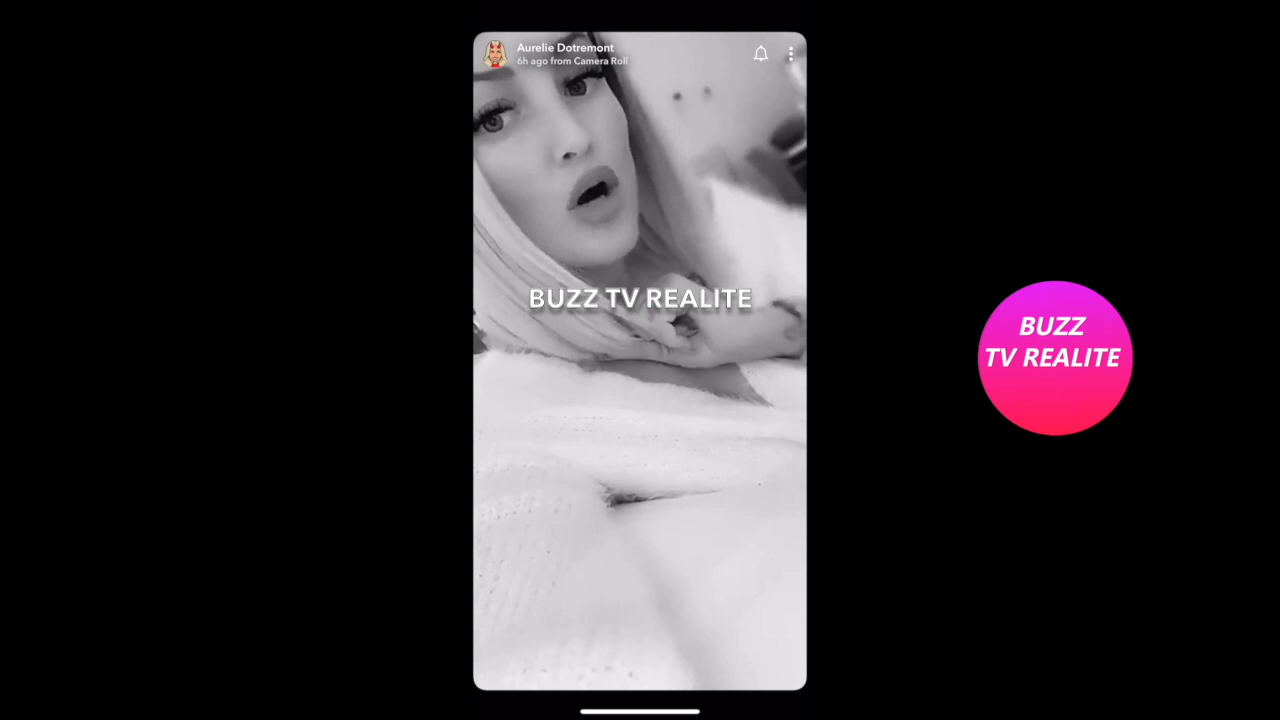 Aurelie Dotremont
6h ago from Camera Roll
BUZZ TV REALITE
BUZZ
TV REALITE